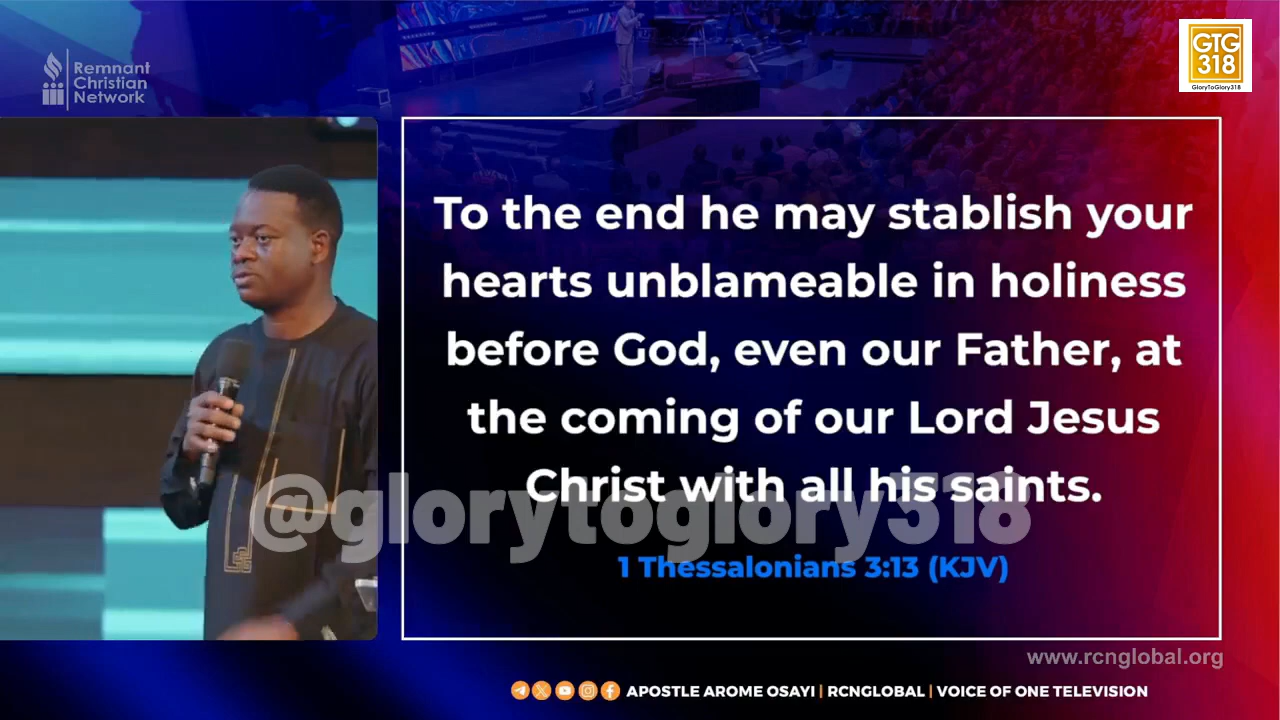 Remnant
Christian
Network
GTG
318
GloryToGlory318
To the end he may stablish your
hearts unblameable in holiness
before God, even our Father, at
the coming of our Lord Jesus
Christ with all his saints.
@glorytoglory318
1 Thessalonians 3:13 (KJV)
www.rcnglobal.org
APOSTLE AROME OSAYI | RCNGLOBAL | VOICE OF ONE TELEVISION